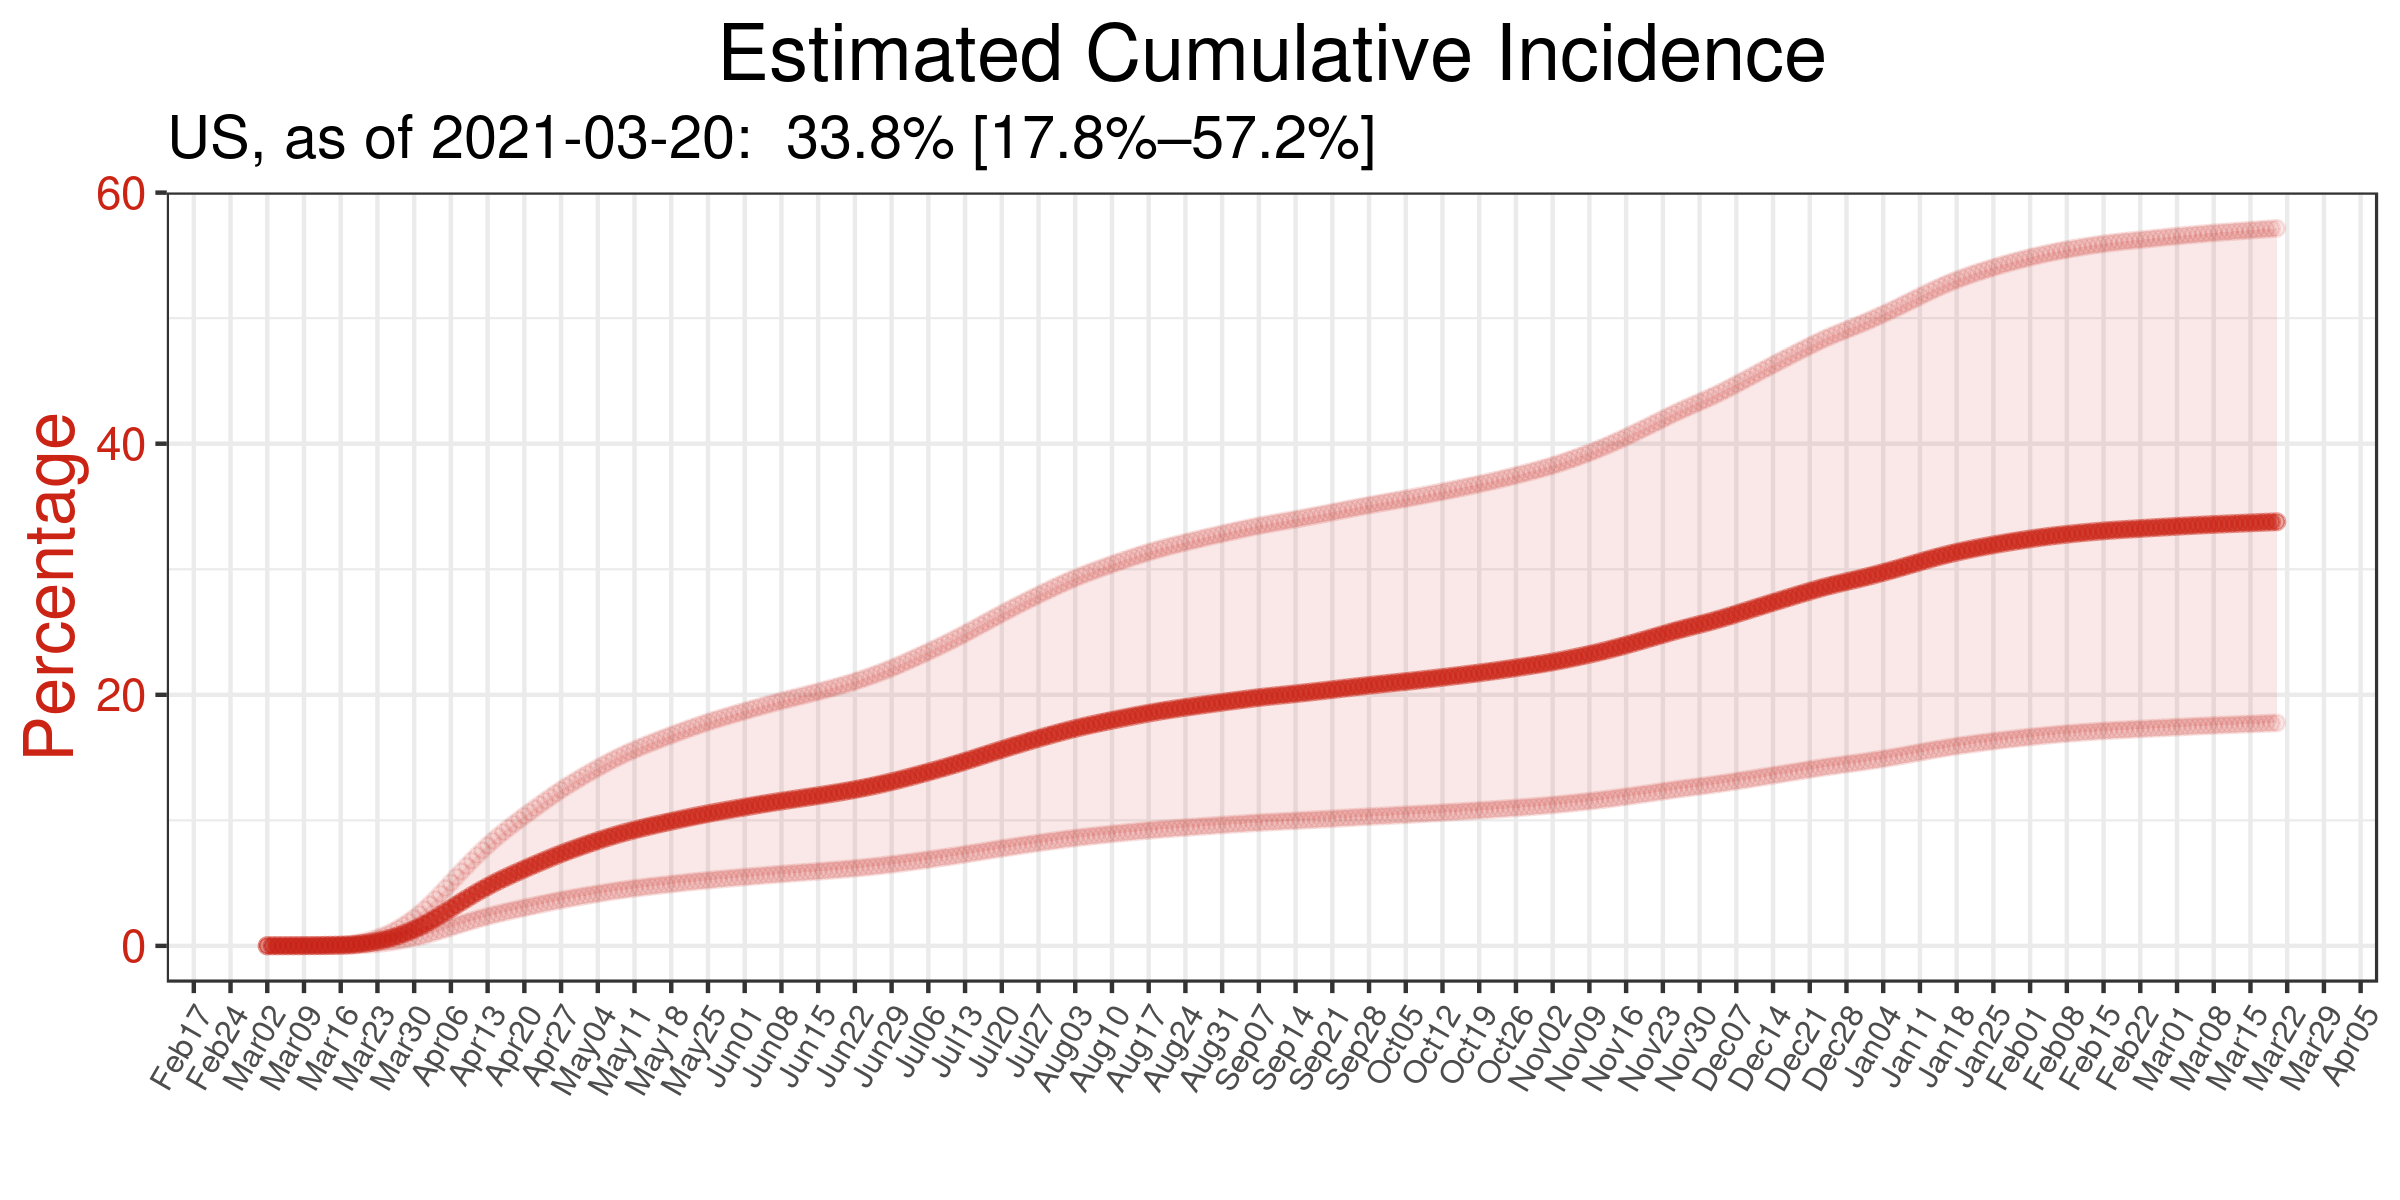 Estimated Cumulative Incidence
US, as of 2021-03-20:  33.8% [17.8%–57.2%]
Percentage
60
40
20
0
Feb17
Feb24
Mar02
Mar09
Mar16
Mar23
Mar30
Apr06
Apr13
Apr20
Apr27
May04
May11
May18
May25
Jun01
Jun08
Jun15
Jun22
Jun29
Jul06
Jul13
Jul20
Jul27
Aug03
Aug10
Aug17
Aug24
Aug31
Sep07
Sep14
Sep21
Sep28
Oct05
Oct12
Oct19
Oct26
Nov02
Nov09
Nov16
Nov23
Nov30
Dec07
Dec14
Dec21
Dec28
Jan04
Jan11
Jan18
Jan25
Feb01
Feb08
Feb15
Feb22
Mar01
Mar08
Mar15
Mar22
Mar29
Apr05